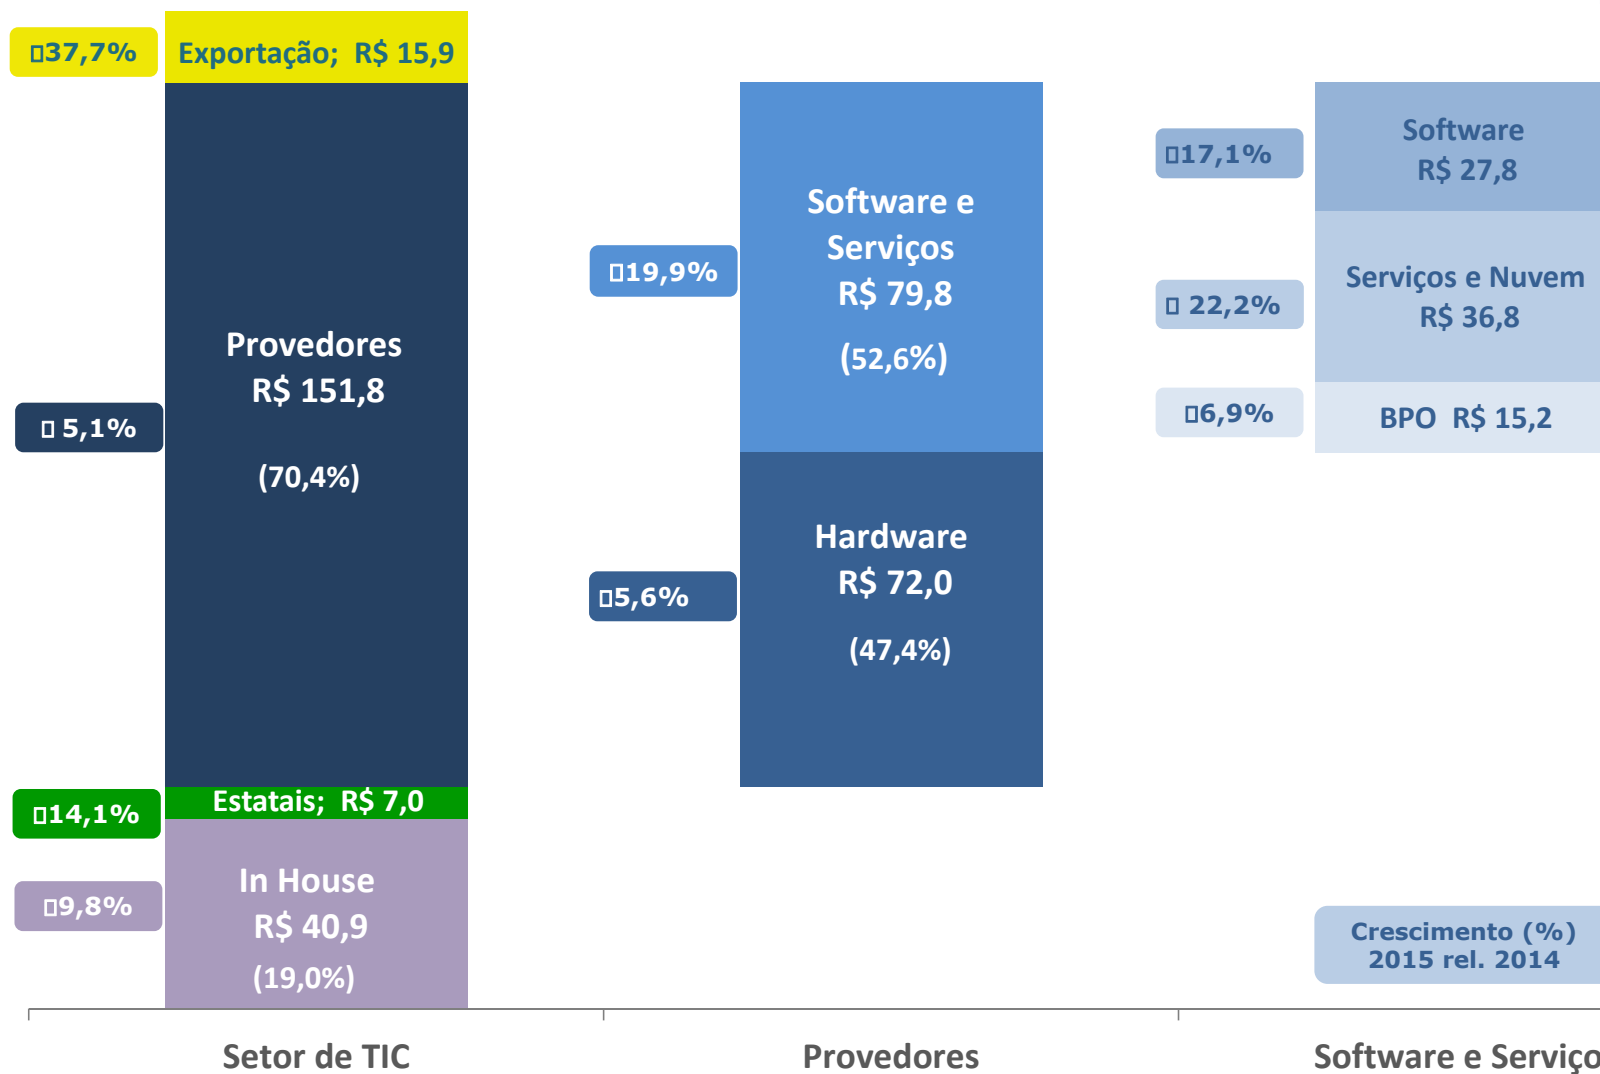 37,7%
Exportação; R$ 15,9
Provedores
R$ 151,8
(70,4%)
5,1%
Estatais; R$ 7,0
14,1%
In House
R$ 40,9
(19,0%)
9,8%
Setor de TIC
Software e
Serviços
R$ 79,8
(52,6%)
19,9%
Hardware
R$ 72,0
(47,4%)
5,6%
Provedores
Software
R$ 27,8
17,1%
Serviços e Nuvem
R$ 36,8
22,2%
BPO R$ 15,2
6,9%
Crescimento (%)
2015 rel. 2014
Software e Serviço